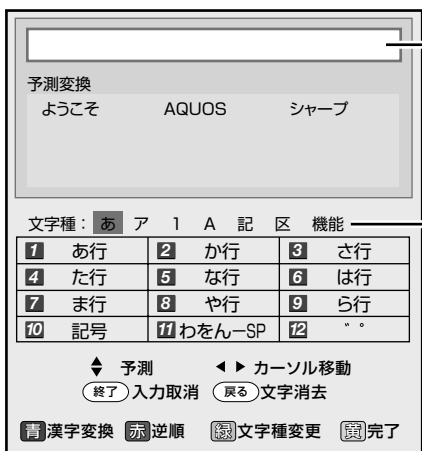 予測変換
ようこそ AQUOS シャープ
文字種： あ ア 1 A 記 区 機能
1 あ行 2 か行 3 さ行
4 た行 5 な行 6 は行
7 ま行 8 や行 9 ら行
10 記号 11 わをんーSP 12 ゛゜
予測 カーソル移動
終了 入力取消 戻る 文字消去
青 漢字変換 赤 逆順 緑 文字種変更 黄 完了